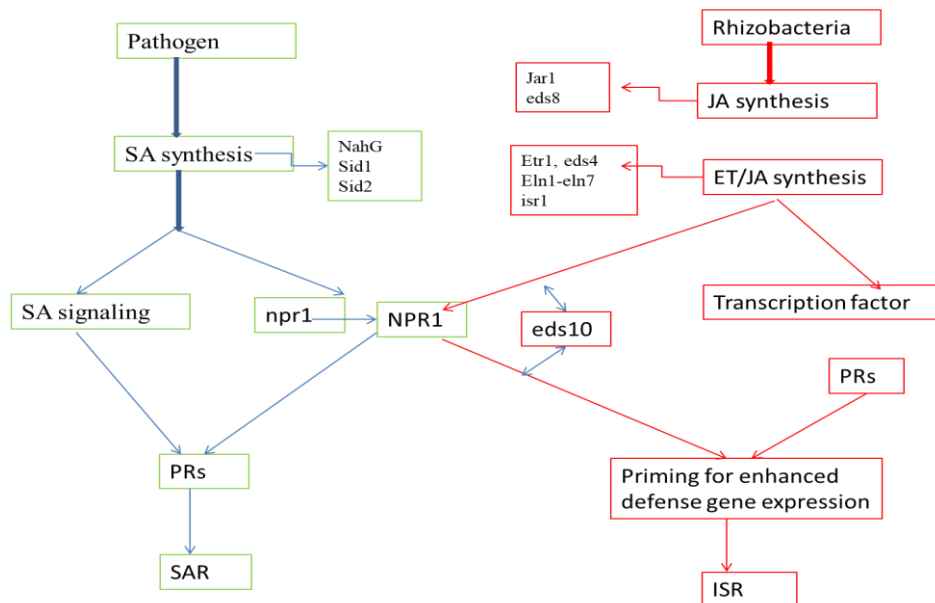 Pathogen
Rhizobacteria
Jar1
eds8
JA synthesis
SA synthesis
NahG
Sid1
Sid2
Etr1, eds4
Eln1-eln7
isr1
ET/JA synthesis
SA signaling
npr1
NPR1
eds10
Transcription factor
PRs
PRs
Priming for enhanced
defense gene expression
SAR
ISR